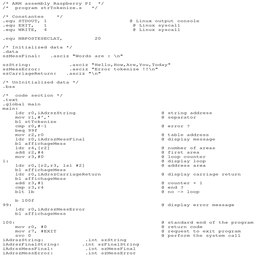 /* ARM assembly Raspberry PI  */
/*  program strTokenize.s   */

/* Constantes    */
.equ STDOUT, 1                           @ Linux output console
.equ EXIT,   1                           @ Linux syscall
.equ WRITE,  4                           @ Linux syscall

.equ NBPOSTESECLAT,  20

/* Initialized data */
.data
szMessFinal:   .asciz "Words are : \n"

szString:            .asciz "Hello,How,Are,You,Today"
szMessError:         .asciz "Error tokenize !!\n"
szCarriageReturn:  .asciz "\n"

/* UnInitialized data */
.bss

/*  code section */
.text
.global main
main:
    ldr r0,iAdrszString                  @ string address
    mov r1,#','                          @ separator
    bl stTokenize
    cmp r0,#-1                           @ error ?
    beq 99f
    mov r2,r0                            @ table address
    ldr r0,iAdrszMessFinal               @ display message
    bl affichageMess
    ldr r4,[r2]                          @ number of areas
    add r2,#4                            @ first area
    mov r3,#0                            @ loop counter
1:                                       @ display loop
    ldr r0,[r2,r3, lsl #2]               @ address area
    bl affichageMess
    ldr r0,iAdrszCarriageReturn          @ display carriage return
    bl affichageMess
    add r3,#1                            @ counter + 1
    cmp r3,r4                            @ end ?
    blt 1b                               @ no -> loop

    b 100f
99:                                      @ display error message
    ldr r0,iAdrszMessError
    bl affichageMess

100:                                     @ standard end of the program
    mov r0, #0                           @ return code
    mov r7, #EXIT                        @ request to exit program
    svc 0                                @ perform the system call
iAdrszString:         .int szString
iAdrszFinalString:    .int szFinalString
iAdrszMessFinal:      .int szMessFinal
iAdrszMessError:      .int szMessError